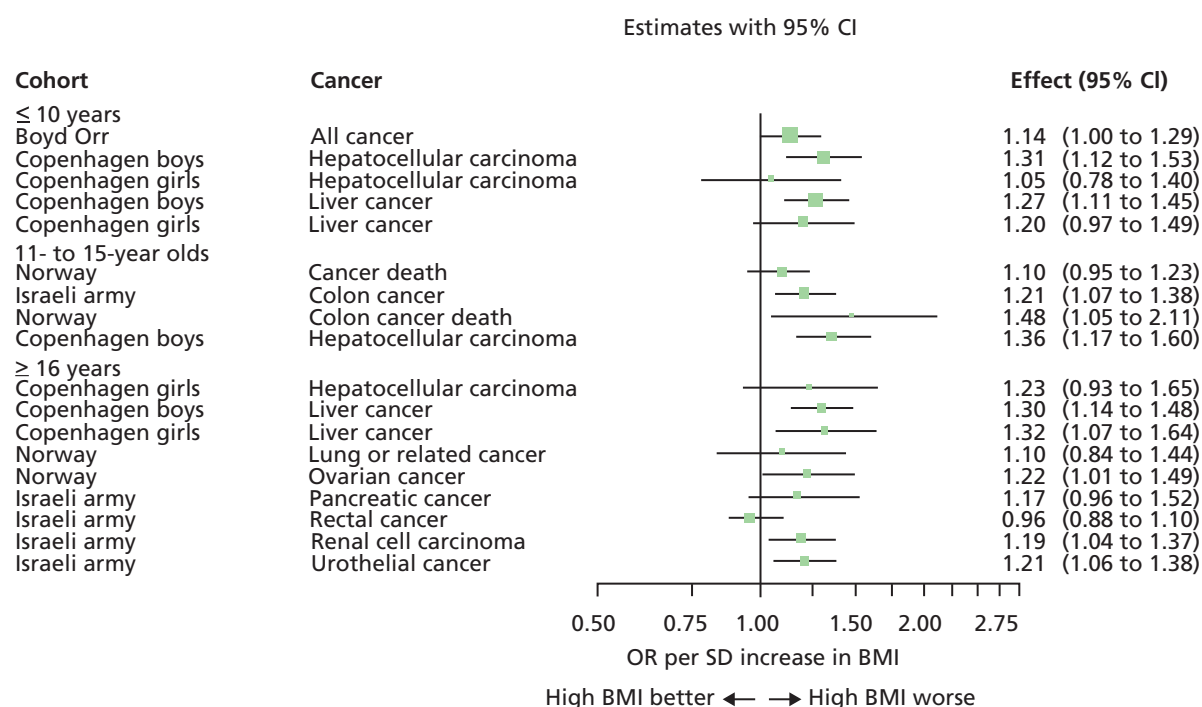 Estimates with 95% CI
Cohort Cancer Effect (95% CI)
≤ 10 years
Boyd Orr All cancer 1.14 (1.00 to 1.29)
Copenhagen boys Hepatocellular carcinoma 1.31 (1.12 to 1.53)
Copenhagen girls Hepatocellular carcinoma 1.05 (0.78 to 1.40)
Copenhagen boys Liver cancer 1.27 (1.11 to 1.45)
Copenhagen girls Liver cancer 1.20 (0.97 to 1.49)
11- to 15-year olds
Norway Cancer death 1.10 (0.95 to 1.23)
Israeli army Colon cancer 1.21 (1.07 to 1.38)
Norway Colon cancer death 1.48 (1.05 to 2.11)
Copenhagen boys Hepatocellular carcinoma 1.36 (1.17 to 1.60)
≥ 16 years
Copenhagen girls Hepatocellular carcinoma 1.23 (0.93 to 1.65)
Copenhagen boys Liver cancer 1.30 (1.14 to 1.48)
Copenhagen girls Liver cancer 1.32 (1.07 to 1.64)
Norway Lung or related cancer 1.10 (0.84 to 1.44)
Norway Ovarian cancer 1.22 (1.01 to 1.49)
Israeli army Pancreatic cancer 1.17 (0.96 to 1.52)
Israeli army Rectal cancer 0.96 (0.88 to 1.10)
Israeli army Renal cell carcinoma 1.19 (1.04 to 1.37)
Israeli army Urothelial cancer 1.21 (1.06 to 1.38)
0.50 0.75 1.00 1.50 2.00 2.75
OR per SD increase in BMI
High BMI better ← → High BMI worse